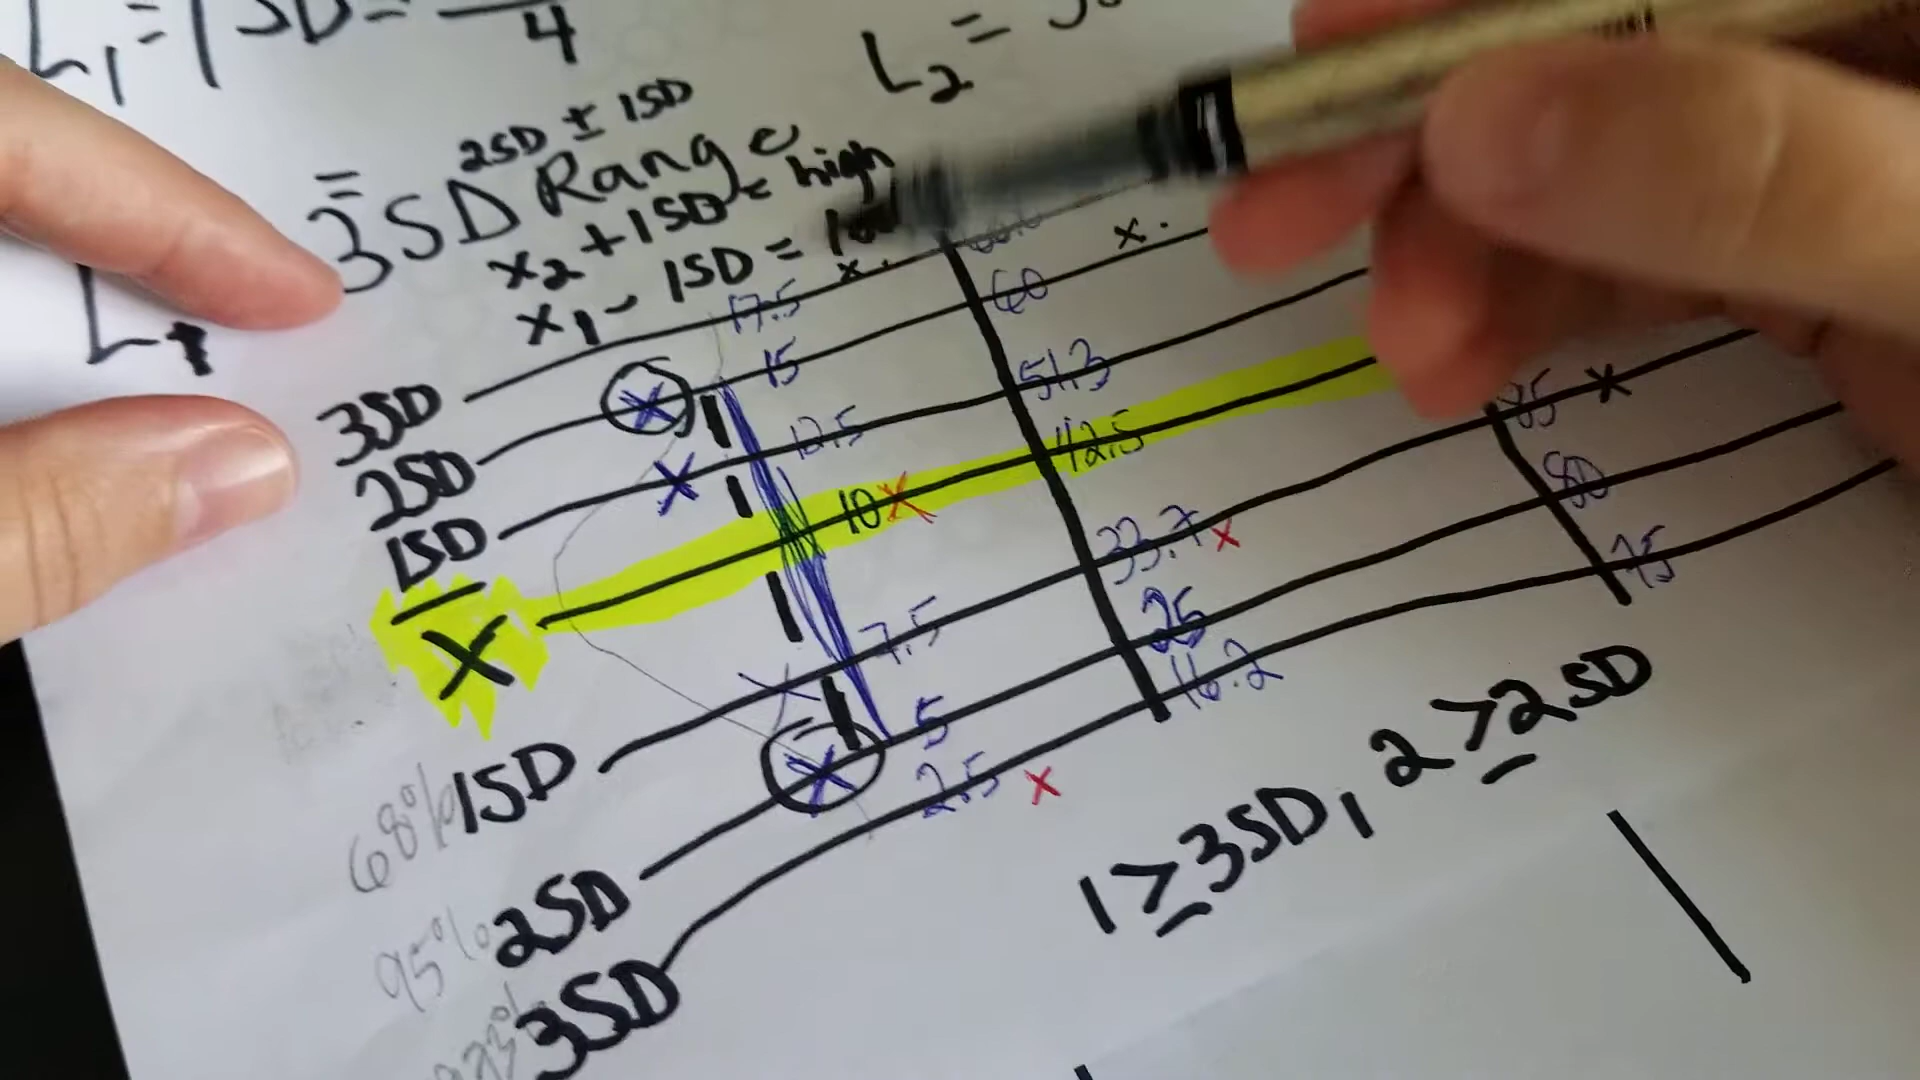 L1 = 1SD = 4
L2 =
2SD ± 1SD
= 3SD Range
x2 + 1SD = high
x1 - 1SD =
L1
3SD 17.5 x.
2SD x 15 60 x.
1SD x 12.5 51.3
X 10 x 42.5
1SD x 7.5 33.7 x 85 x
2SD x 5 25 80
3SD 2.5 x 16.2 75
68%
95%
1 ≥ 3SD, 2 ≥ 2SD